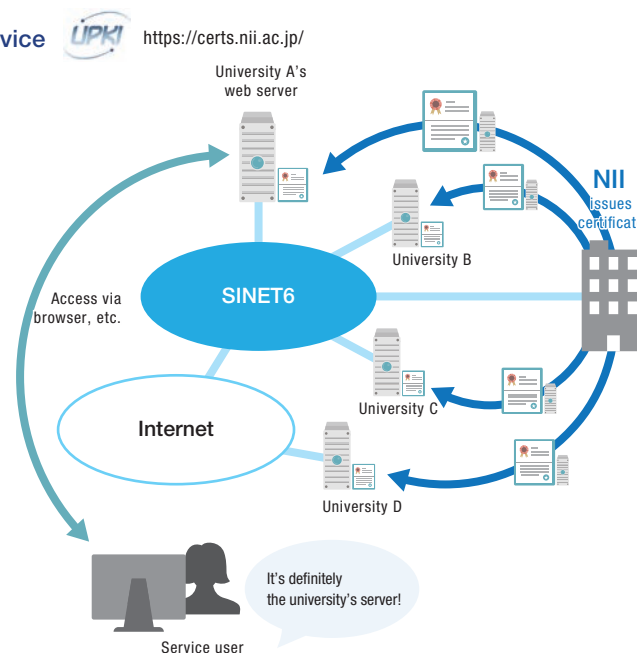 vice
UPKI
https://certs.nii.ac.jp/
University A's
web server
NII
issues
certificat
University B
Access via
browser, etc.
SINET6
University C
Internet
University D
It's definitely
the university's server!
Service user